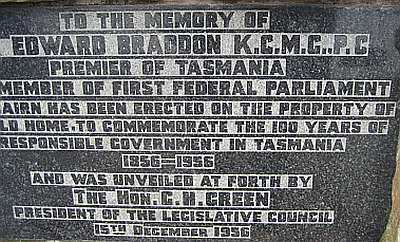 TO THE MEMORY OF
EDWARD BRADDON K.C.M.G., P.C
PREMIER OF TASMANIA
MEMBER OF FIRST FEDERAL PARLIAMENT
AIRN HAS BEEN ERECTED ON THE PROPERTY OF
LD HOME. TO COMMEMORATE THE 100 YEARS OF
RESPONSIBLE GOVERNMENT IN TASMANIA
1856-1956
AND WAS UNVEILED AT FORTH BY
THE HON. C. H. GREEN
PRESIDENT OF THE LEGISLATIVE COUNCIL
15TH DECEMBER 1956